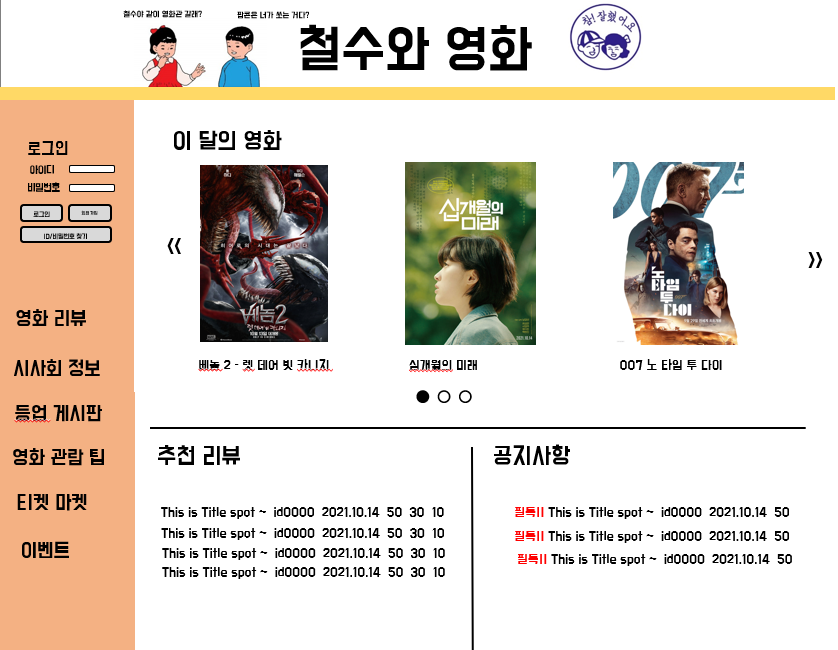 철수야 같이 영화관 갈래?
팝콘은 너가 쏘는 거다?
철수와 영화
참! 잘했어요
로그인
아이디
비밀번호
로그인
회원가입
ID/비밀번호 찾기
영화 리뷰
시사회 정보
등업 게시판
영화 관람 팁
티켓 마켓
이벤트
이 달의 영화
《
베놈2
십개월의
미래
007
노
타임
투
다이
》
베놈 2 - 렛 데어 빗 카니지
십개월의 미래
007 노 타임 투 다이
추천 리뷰
This is Title spot ~ id0000 2021.10.14 50 30 10
This is Title spot ~ id0000 2021.10.14 50 30 10
This is Title spot ~ id0000 2021.10.14 50 30 10
This is Title spot ~ id0000 2021.10.14 50 30 10
공지사항
필독!! This is Title spot ~ id0000 2021.10.14 50
필독!! This is Title spot ~ id0000 2021.10.14 50
필독!! This is Title spot ~ id0000 2021.10.14 50